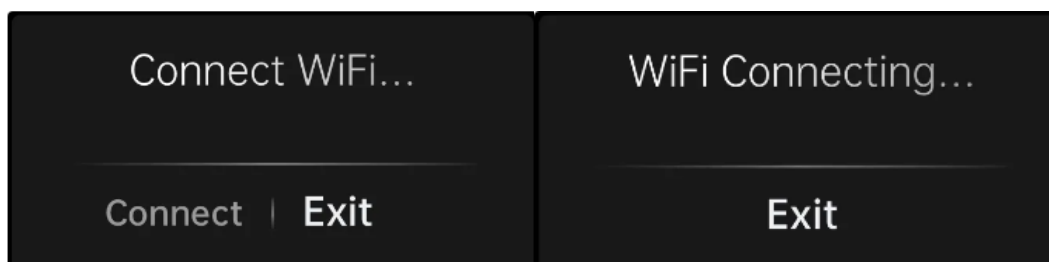 Connect WiFi...
Connect | Exit
WiFi Connecting...
Exit